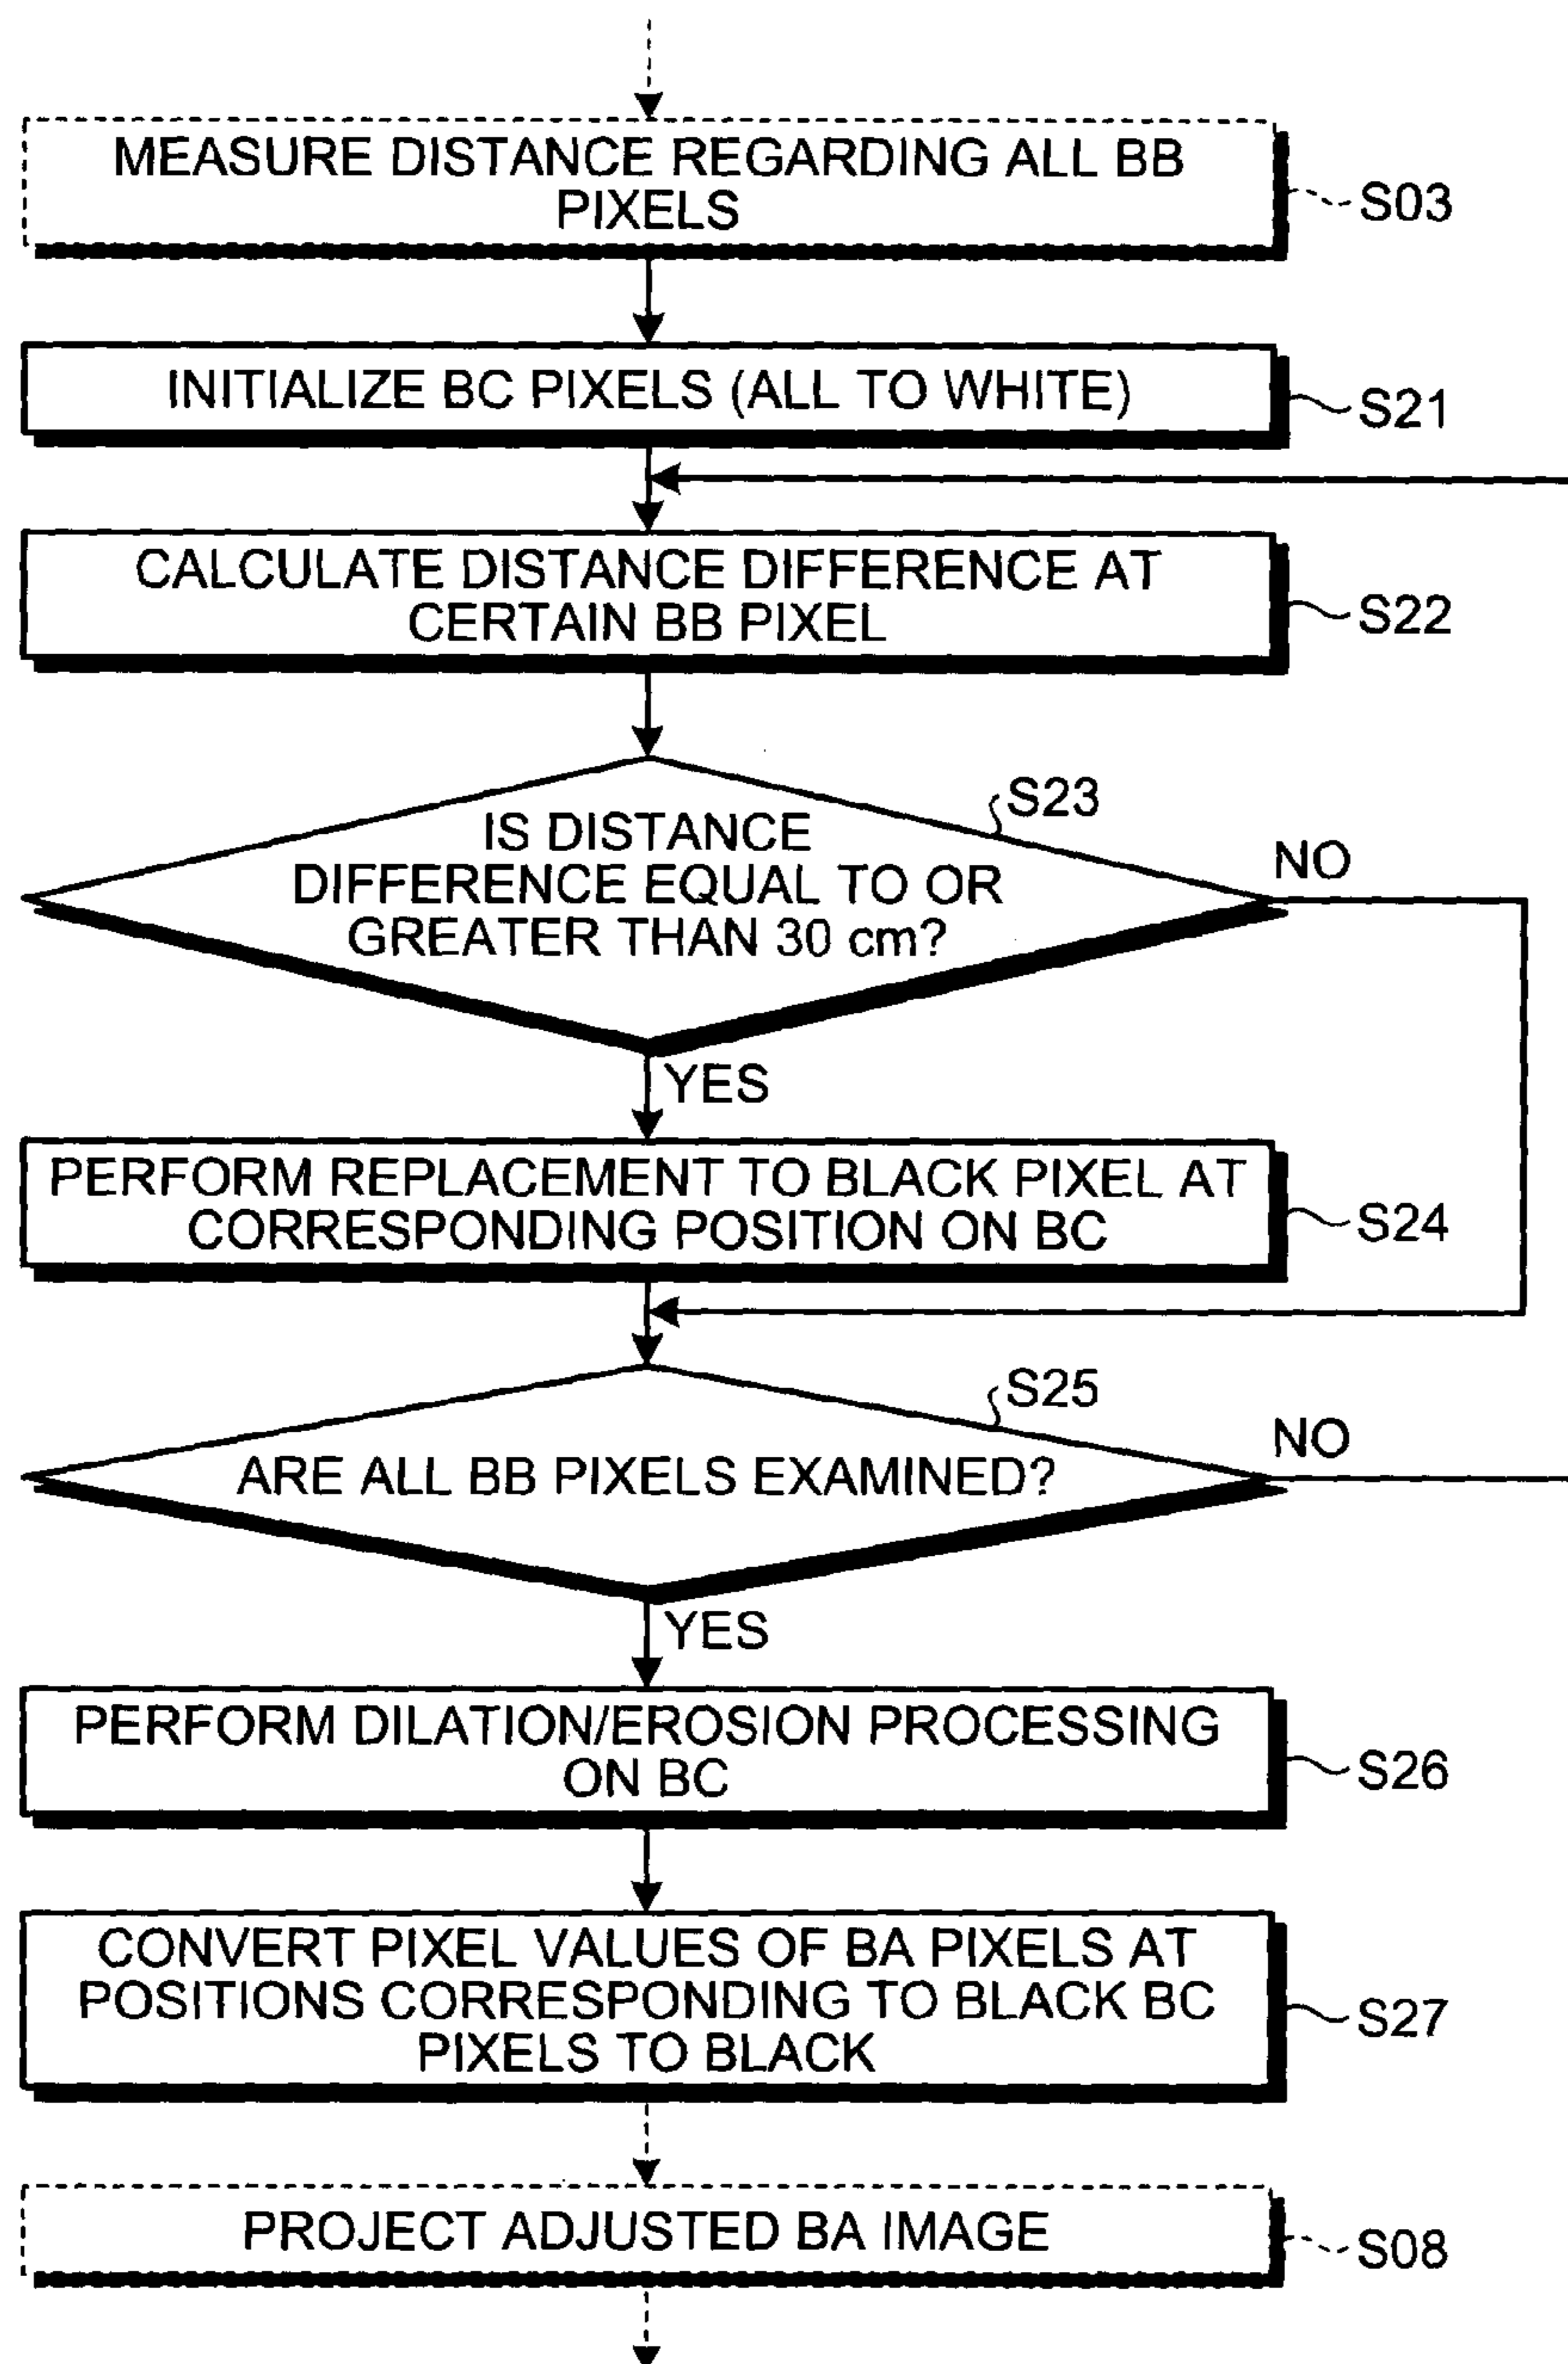 MEASURE DISTANCE REGARDING ALL BB
PIXELS
S03
INITIALIZE BC PIXELS (ALL TO WHITE)
S21
CALCULATE DISTANCE DIFFERENCE AT
CERTAIN BB PIXEL
S22
S23
IS DISTANCE
DIFFERENCE EQUAL TO OR
GREATER THAN 30 cm?
NO
YES
PERFORM REPLACEMENT TO BLACK PIXEL AT
CORRESPONDING POSITION ON BC
S24
S25
ARE ALL BB PIXELS EXAMINED?
NO
YES
PERFORM DILATION/EROSION PROCESSING
ON BC
S26
CONVERT PIXEL VALUES OF BA PIXELS AT
POSITIONS CORRESPONDING TO BLACK BC
PIXELS TO BLACK
S27
PROJECT ADJUSTED BA IMAGE
S08